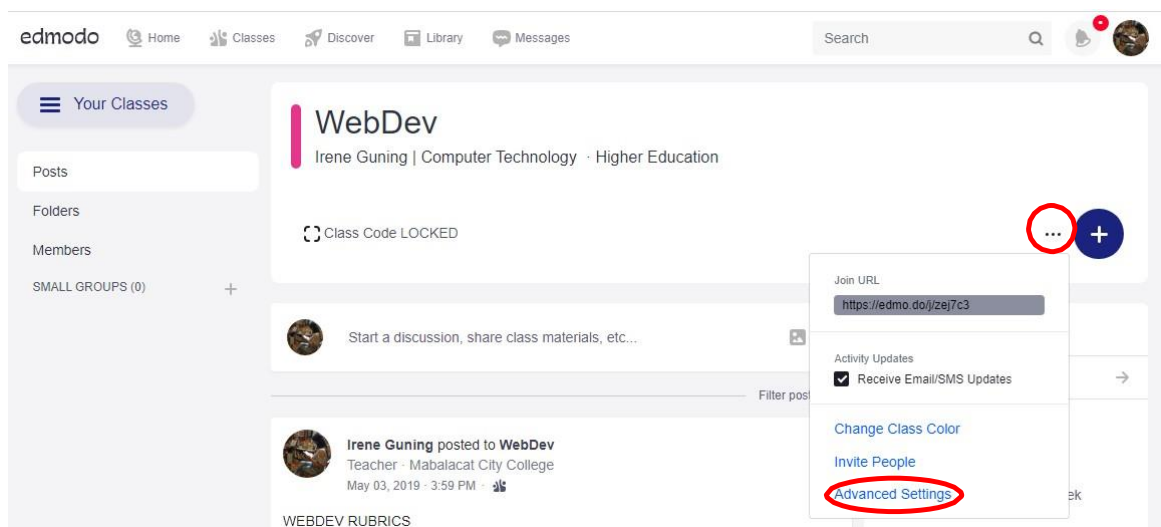 edmodo Home Classes Discover Library Messages Search
Your Classes
Posts
Folders
Members
SMALL GROUPS (0) +
WebDev
Irene Guning | Computer Technology · Higher Education
Class Code LOCKED
... +
Join URL
https://edmo.do/j/zej7c3
Activity Updates
Receive Email/SMS Updates
Change Class Color
Invite People
Advanced Settings
Start a discussion, share class materials, etc...
Filter pos
Irene Guning posted to WebDev
Teacher · Mabalacat City College
May 03, 2019 · 3:59 PM ·
WEBDEV RUBRICS
ek